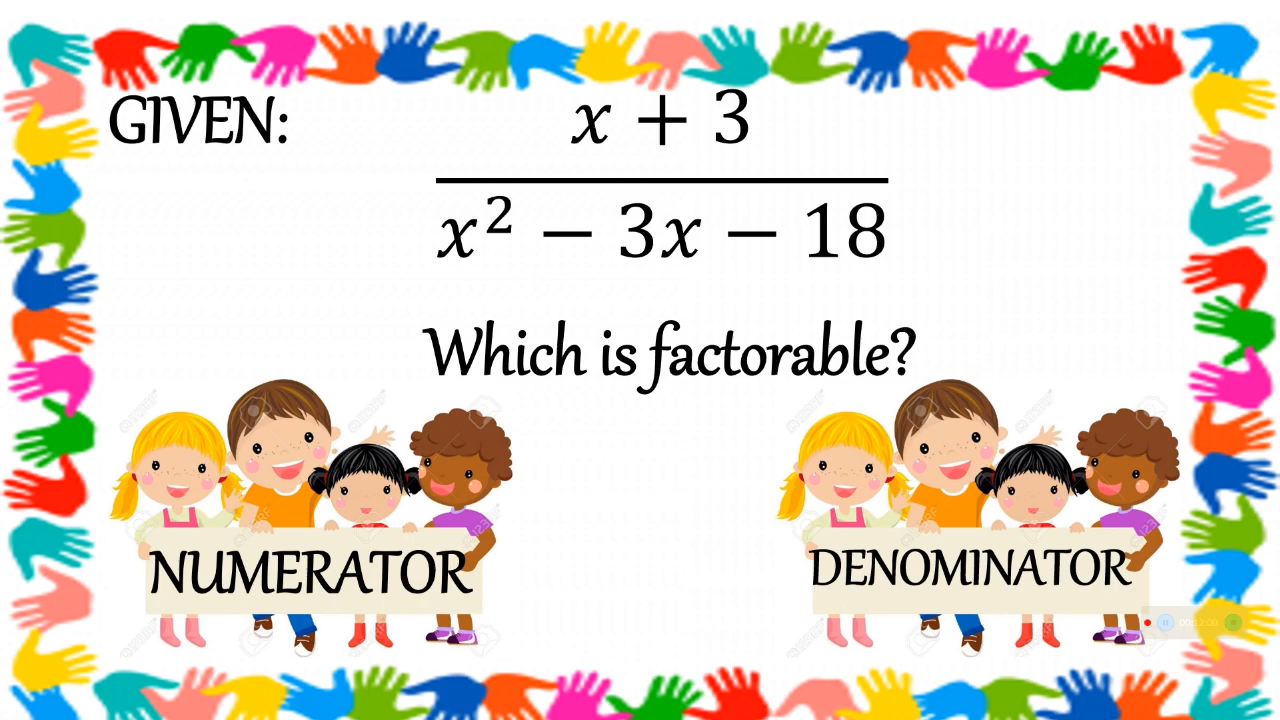 GIVEN:
x + 3
x² − 3x − 18
Which is factorable?
NUMERATOR
DENOMINATOR